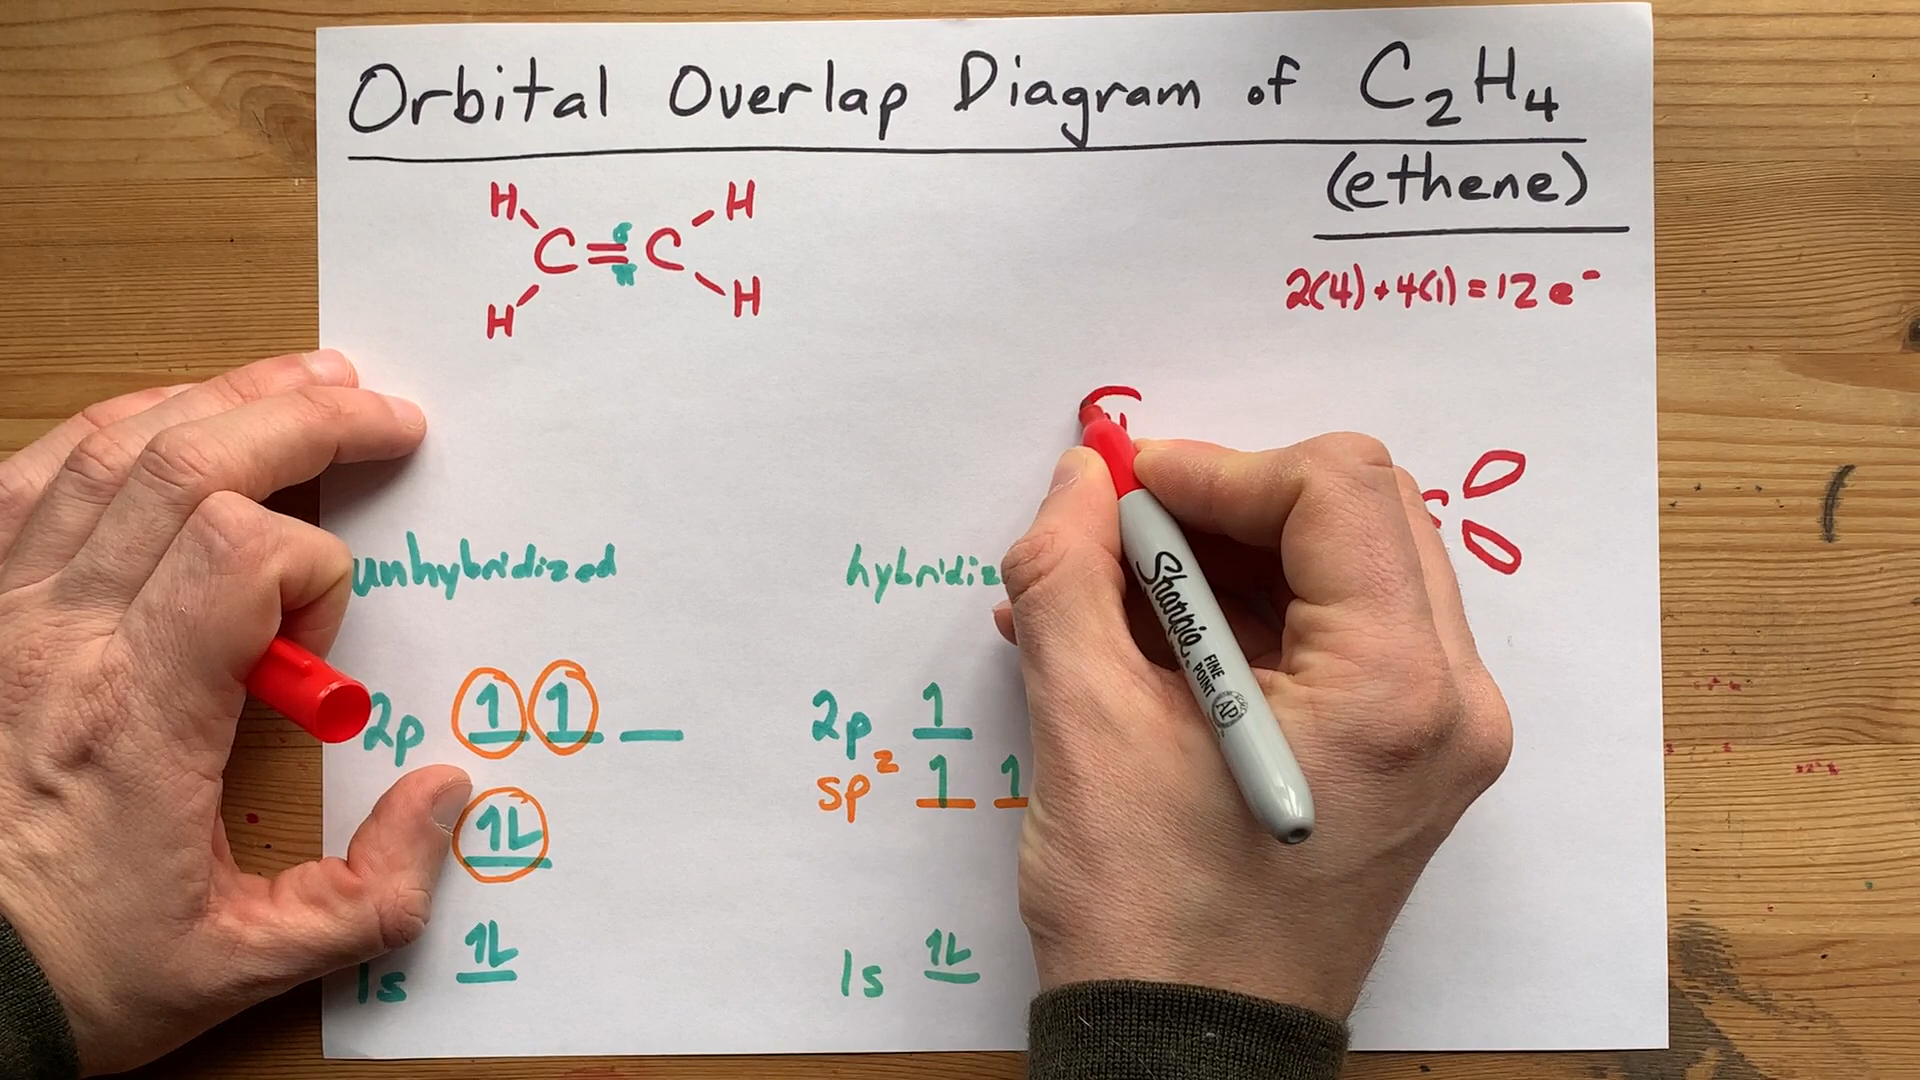 Orbital Overlap Diagram of C₂H₄
(ethene)
2(4)+4(1)=12e⁻
H H
C=C
σ
π
H H
H
C
unhybridized
hybridiz
2p 1 1
2p 1
sp² 1 1
1L
1s 1L
1s 1L
Sharpie
FINE POINT
AP